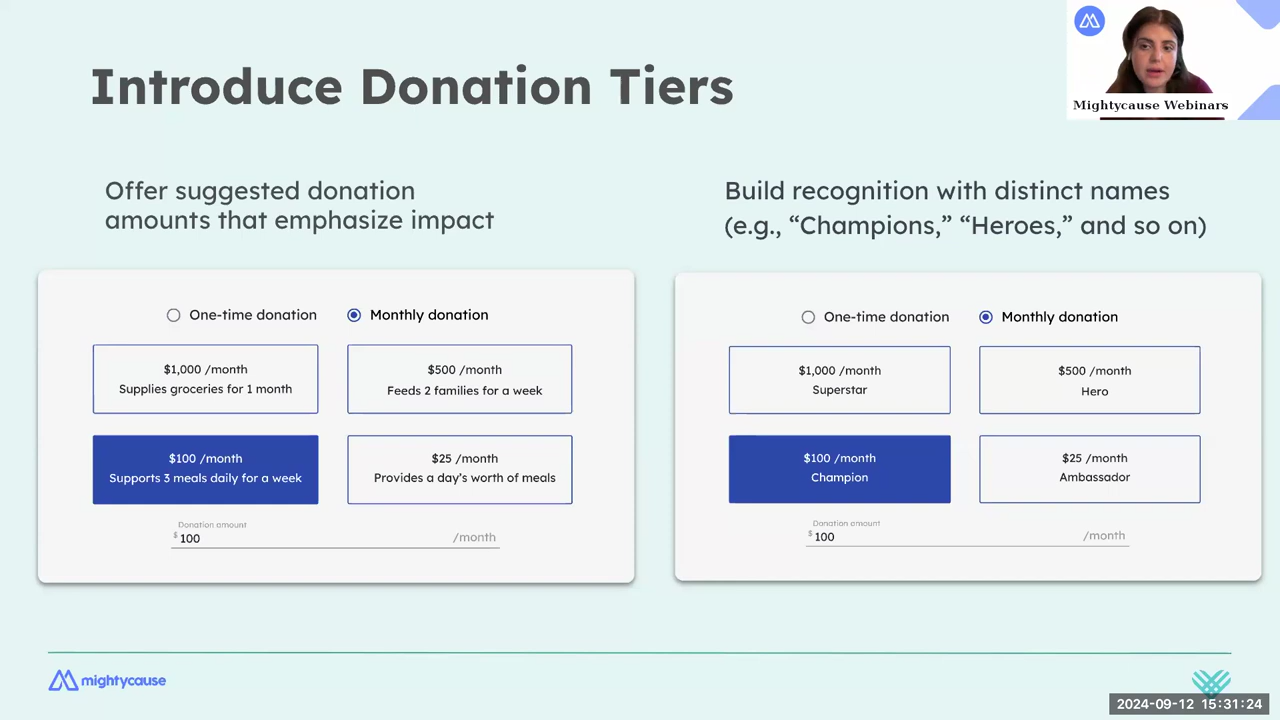 Mightycause Webinars
Introduce Donation Tiers
Offer suggested donation
amounts that emphasize impact
One-time donation
Monthly donation
$1,000 /month
Supplies groceries for 1 month
$500 /month
Feeds 2 families for a week
$100 /month
Supports 3 meals daily for a week
$25 /month
Provides a day's worth of meals
Donation amount
$ 100 /month
Build recognition with distinct names
(e.g., “Champions,” “Heroes,” and so on)
One-time donation
Monthly donation
$1,000 /month
Superstar
$500 /month
Hero
$100 /month
Champion
$25 /month
Ambassador
Donation amount
$ 100 /month
mightycause
2024-09-12 15:31:24